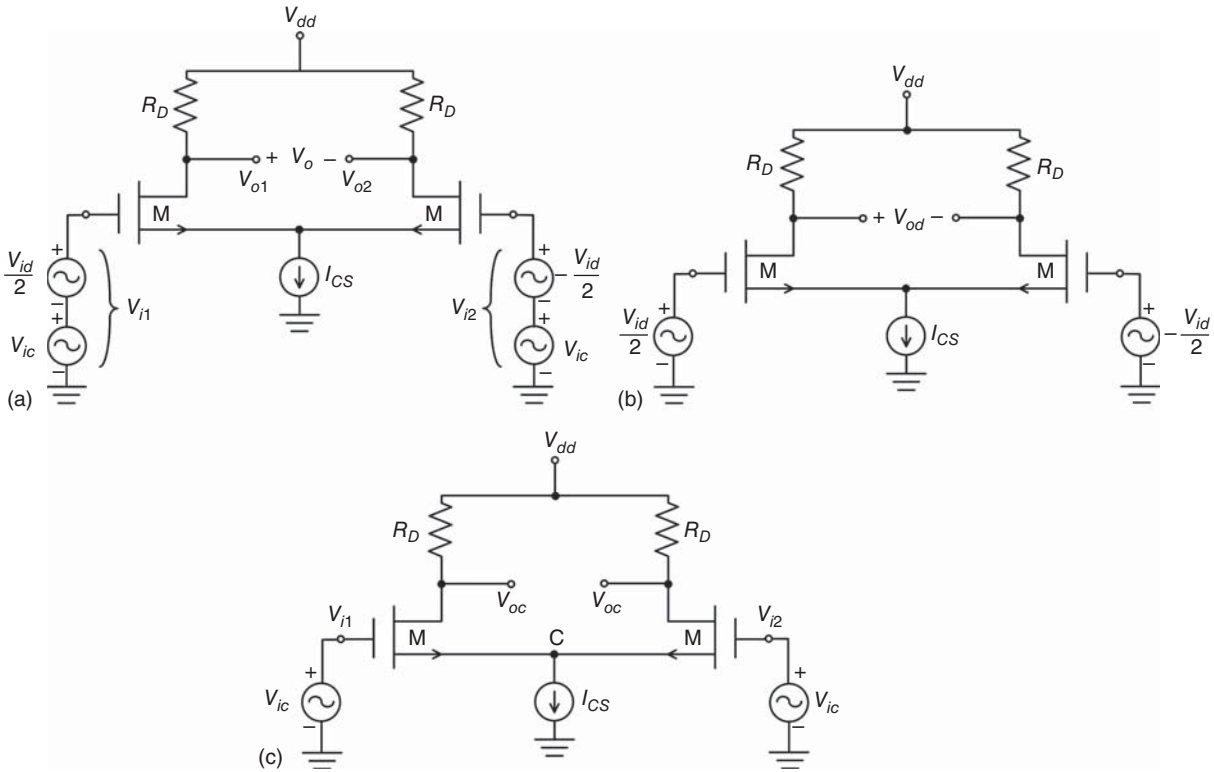 V_dd
R_D R_D
+ V_o −
V_o1 V_o2
M M
+ +
V_id/2 I_CS − V_id/2
− V_i1 V_i2 −
+ +
V_ic V_ic
− −
(a)
V_dd
R_D R_D
+ V_od −
M M
+ +
V_id/2 I_CS − V_id/2
− −
(b)
V_dd
R_D R_D
V_oc V_oc
V_i1 V_i2
M C M
+ +
V_ic I_CS V_ic
− −
(c)